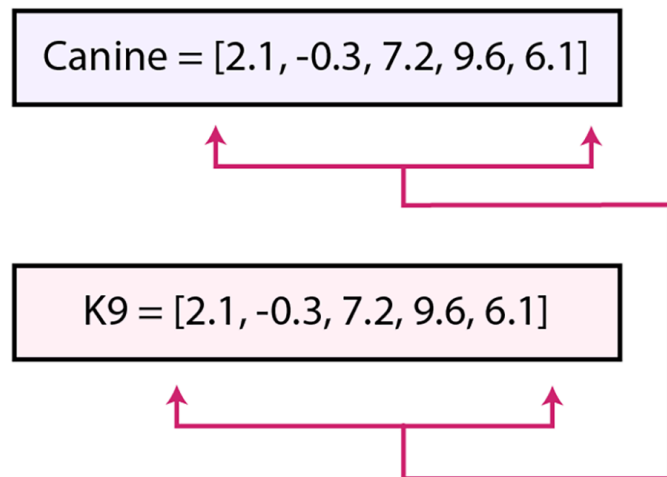 Canine = [2.1, -0.3, 7.2, 9.6, 6.1]
K9 = [2.1, -0.3, 7.2, 9.6, 6.1]